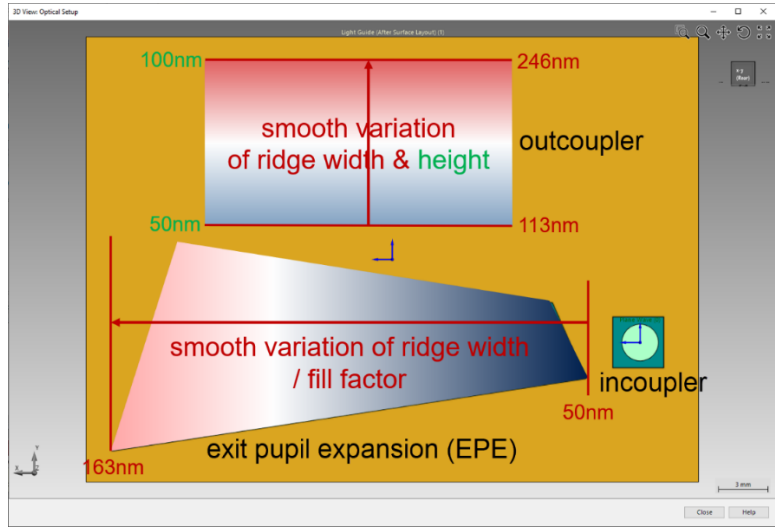 3D View: Optical Setup
Light Guide (After Surface Layout) (1)
100nm
246nm
smooth variation
of ridge width & height
outcoupler
50nm
113nm
smooth variation of ridge width
/ fill factor
incoupler
50nm
exit pupil expansion (EPE)
163nm
3 mm
Close
Help